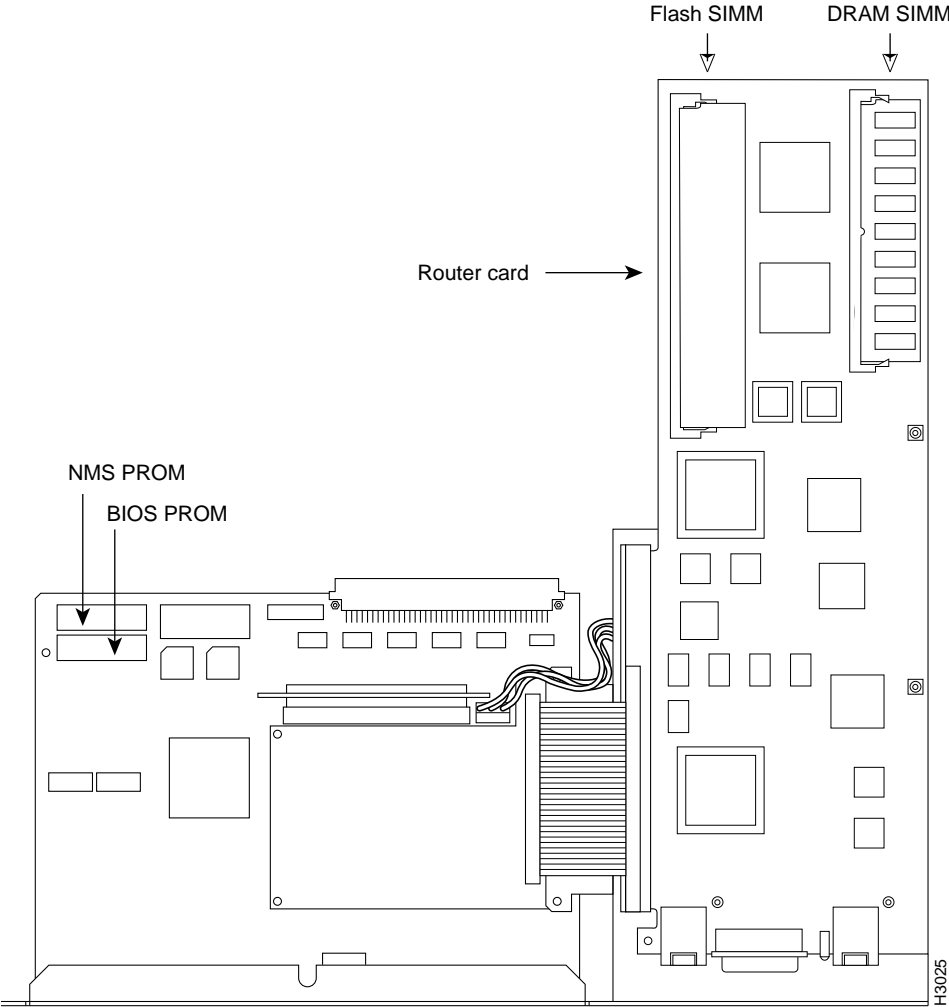 Flash SIMM
DRAM SIMM
Router card
NMS PROM
BIOS PROM
H3025